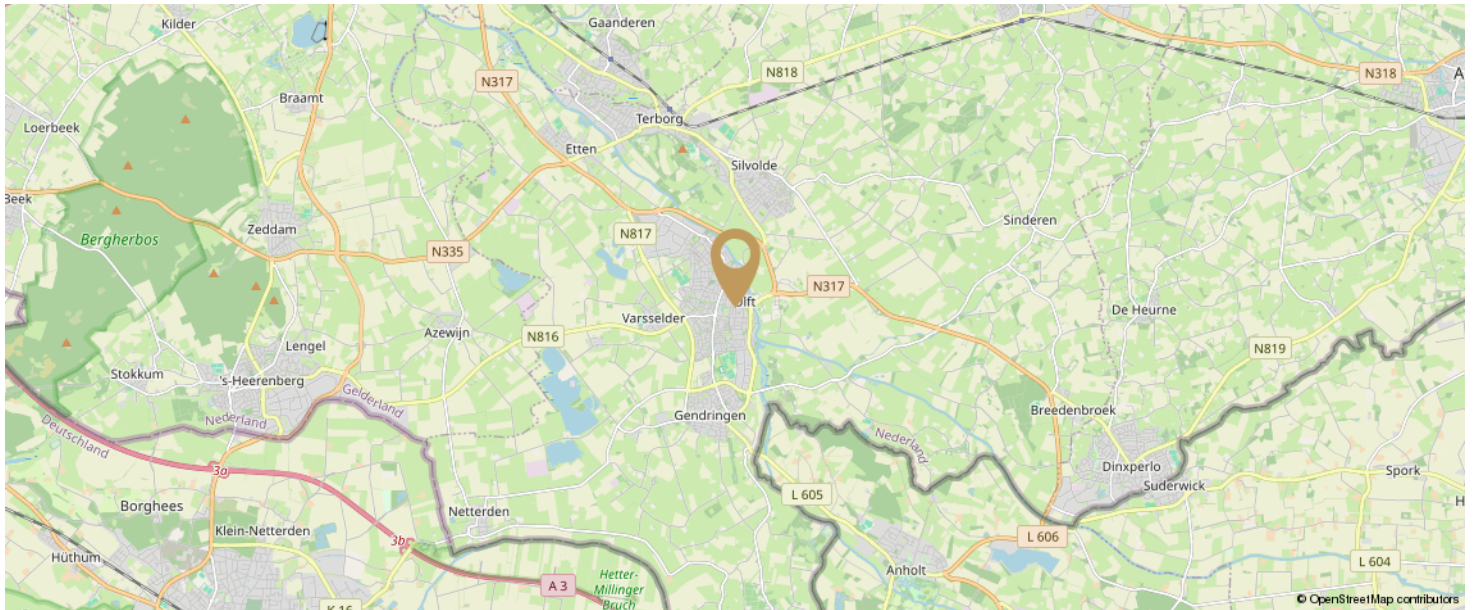 Kilder
Gaanderen
N317
N818
N318
A
Braamt
Loerbeek
Terborg
Etten
Silvolde
Beek
Zeddam
N817
Sinderen
Bergherbos
N335
N317
De Heurne
Varsselder
Azewijn
N816
N819
Lengel
Stokkum
's-Heerenberg
Gelderland
Nederland
Deutschland
Gendringen
Breedenbroek
Nederland
Dinxperlo
Spork
Suderwick
3a
L 605
Borghees
Netterden
Klein-Netterden
3b
L 606
Hüthum
L 604
Anholt
A 3
Hetter-
Millinger
Bruch
K 16
© OpenStreetMap contributors